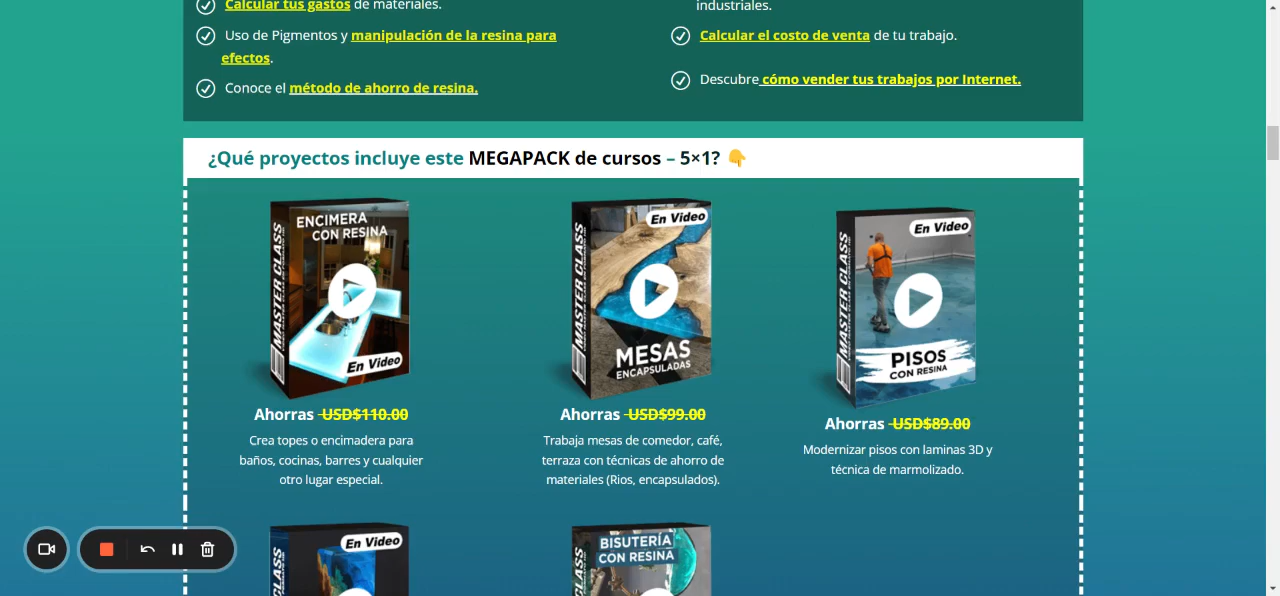 Calcular tus gastos de materiales.
Uso de Pigmentos y manipulación de la resina para
efectos.
Conoce el método de ahorro de resina.
industriales.
Calcular el costo de venta de tu trabajo.
Descubre cómo vender tus trabajos por Internet.
¿Qué proyectos incluye este MEGAPACK de cursos – 5×1? 👇
ENCIMERA
CON RESINA
MASTER CLASS
En Video
Ahorras USD$110.00
Crea topes o encimadera para
baños, cocinas, barres y cualquier
otro lugar especial.
En Video
MASTER CLASS
MESAS
ENCAPSULADAS
Ahorras USD$99.00
Trabaja mesas de comedor, café,
terraza con técnicas de ahorro de
materiales (Rios, encapsulados).
En Video
MASTER CLASS
PISOS
CON RESINA
Ahorras USD$89.00
Modernizar pisos con laminas 3D y
técnica de marmolizado.
En Video
CLASS
BISUTERÍA
CON RESINA
CLASS